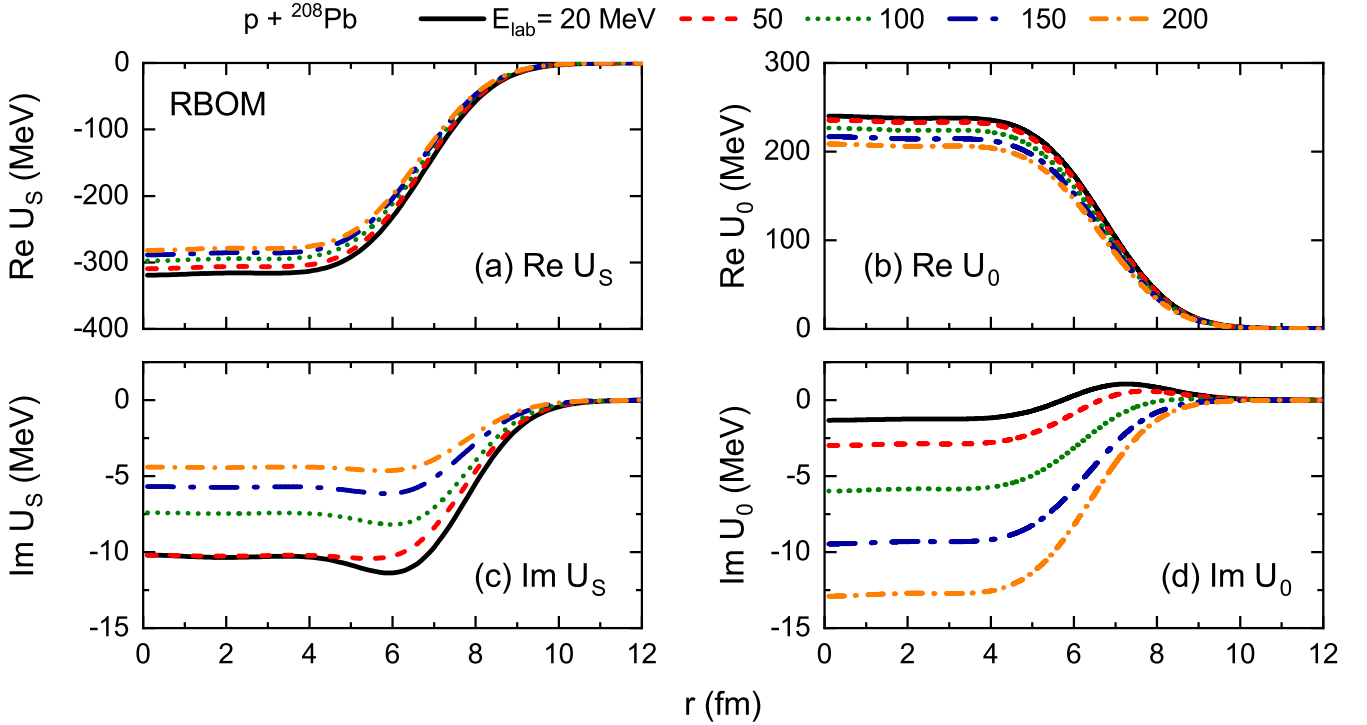 p + ²⁰⁸Pb E_lab = 20 MeV 50 100 150 200
0
-100
-200
-300
-400
Re U_S (MeV)
RBOM
(a) Re U_S
300
200
100
0
Re U_0 (MeV)
(b) Re U_0
0
-5
-10
-15
Im U_S (MeV)
(c) Im U_S
0 2 4 6 8 10 12
0
-5
-10
-15
Im U_0 (MeV)
(d) Im U_0
0 2 4 6 8 10 12
r (fm)